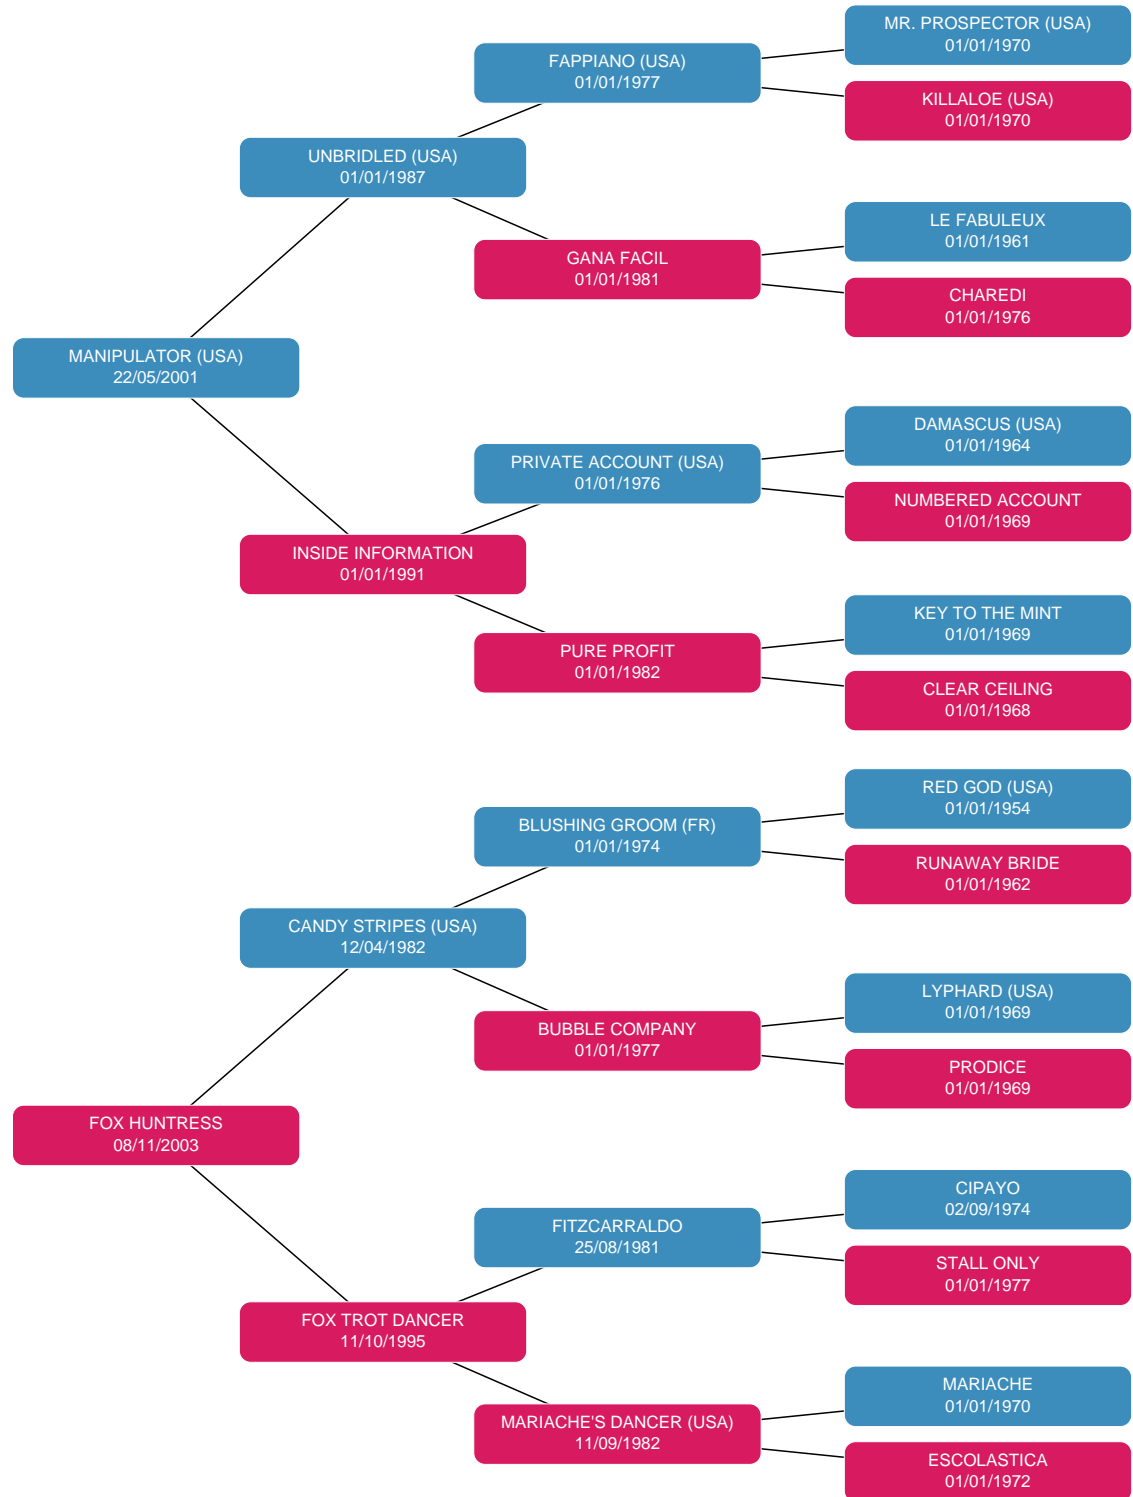 MR. PROSPECTOR (USA)
01/01/1970
FAPPIANO (USA)
01/01/1977
KILLALOE (USA)
01/01/1970
UNBRIDLED (USA)
01/01/1987
LE FABULEUX
01/01/1961
GANA FACIL
01/01/1981
CHAREDI
01/01/1976
MANIPULATOR (USA)
22/05/2001
DAMASCUS (USA)
01/01/1964
PRIVATE ACCOUNT (USA)
01/01/1976
NUMBERED ACCOUNT
01/01/1969
INSIDE INFORMATION
01/01/1991
KEY TO THE MINT
01/01/1969
PURE PROFIT
01/01/1982
CLEAR CEILING
01/01/1968
RED GOD (USA)
01/01/1954
BLUSHING GROOM (FR)
01/01/1974
RUNAWAY BRIDE
01/01/1962
CANDY STRIPES (USA)
12/04/1982
LYPHARD (USA)
01/01/1969
BUBBLE COMPANY
01/01/1977
PRODICE
01/01/1969
FOX HUNTRESS
08/11/2003
CIPAYO
02/09/1974
FITZCARRALDO
25/08/1981
STALL ONLY
01/01/1977
FOX TROT DANCER
11/10/1995
MARIACHE
01/01/1970
MARIACHE'S DANCER (USA)
11/09/1982
ESCOLASTICA
01/01/1972